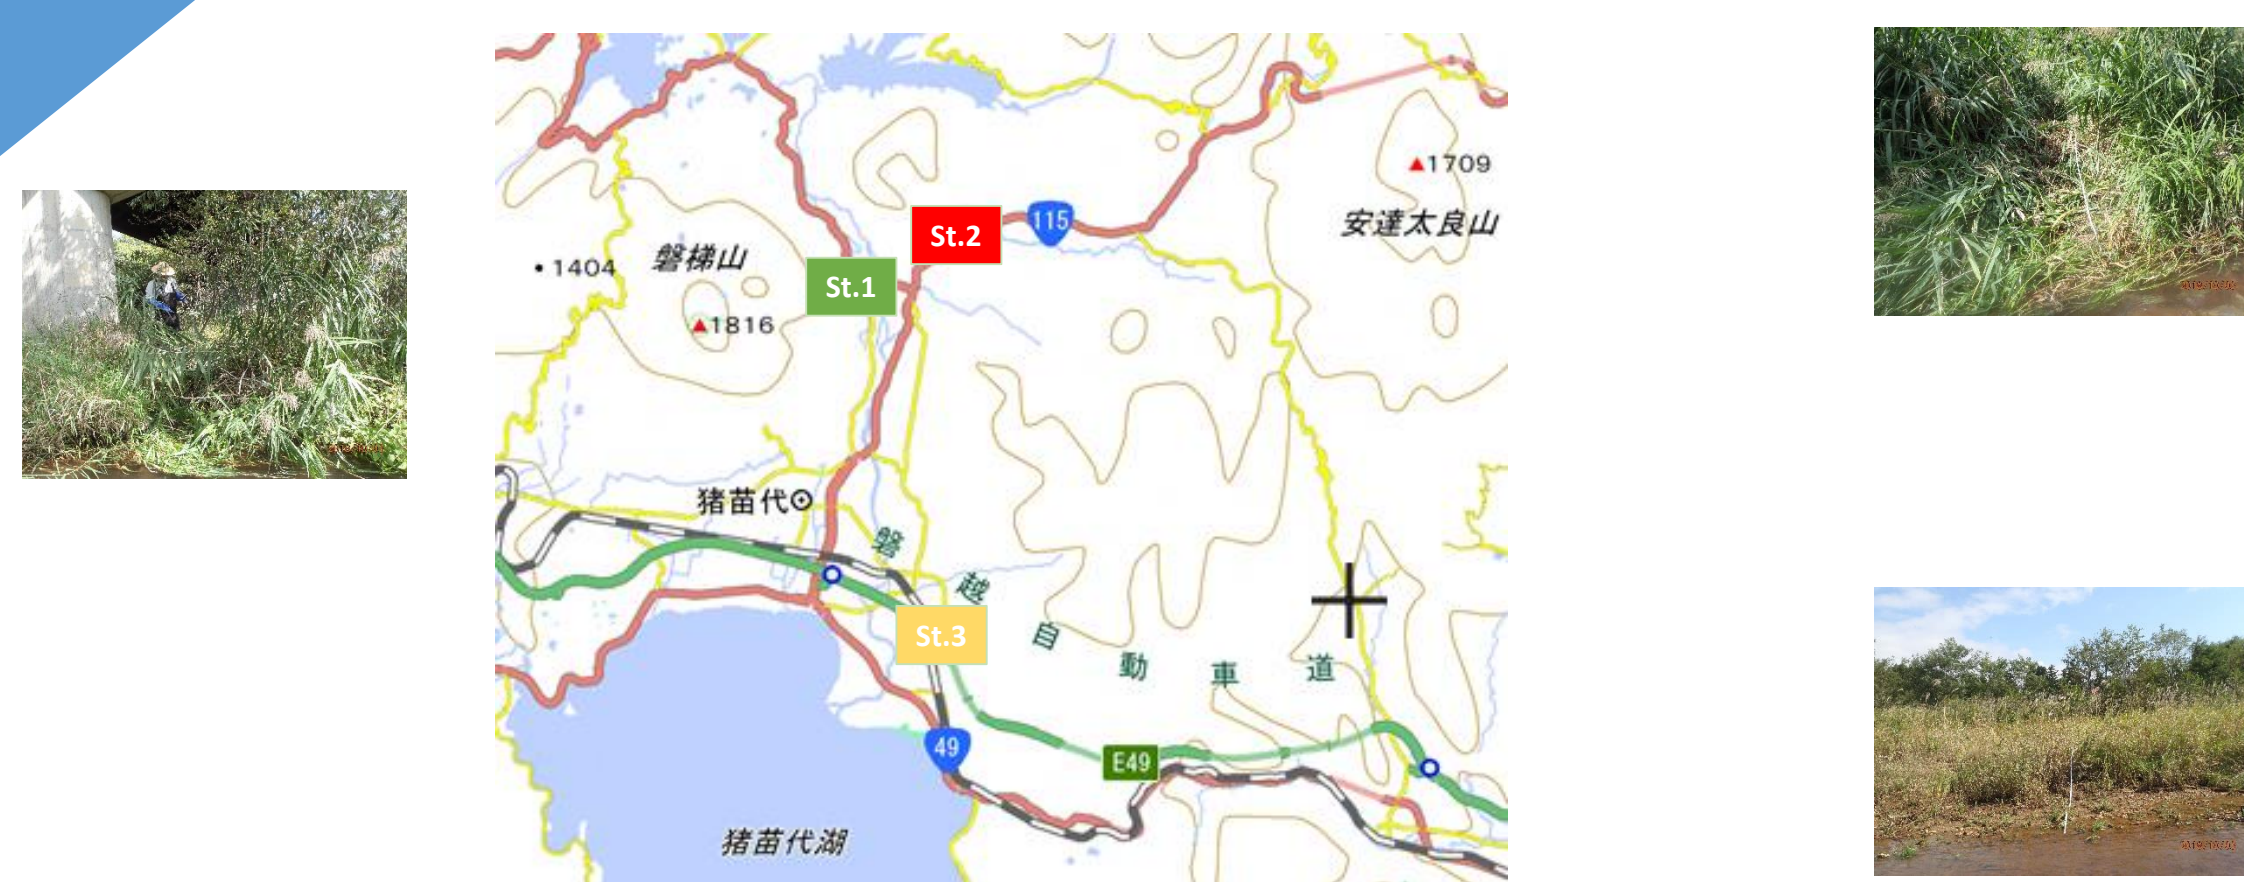 1709
115
安達太良山
St.2
磐梯山
1404
St.1
1816
猪苗代
磐
越
自
動
車
道
St.3
49
E49
猪苗代湖